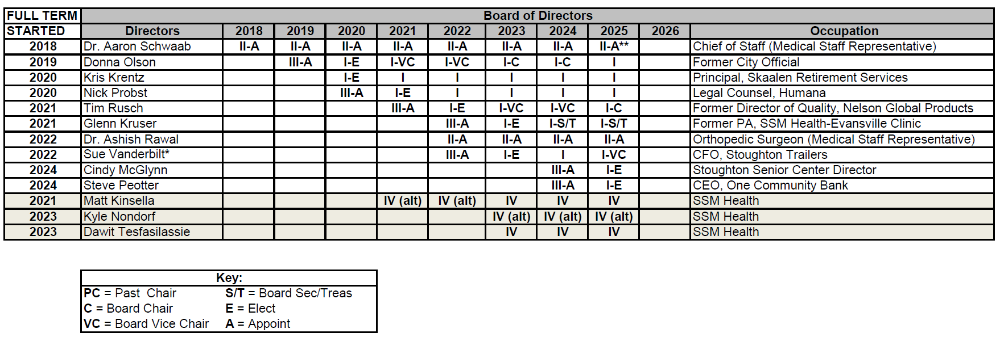 FULL TERM Board of Directors
STARTED Directors 2018 2019 2020 2021 2022 2023 2024 2025 2026 Occupation
2018 Dr. Aaron Schwaab II-A II-A II-A II-A II-A II-A II-A II-A** Chief of Staff (Medical Staff Representative)
2019 Donna Olson III-A I-E I-VC I-VC I-C I-C I Former City Official
2020 Kris Krentz I-E I I I I I Principal, Skaalen Retirement Services
2020 Nick Probst III-A I-E I I I I Legal Counsel, Humana
2021 Tim Rusch III-A I-E I-VC I-VC I-C Former Director of Quality, Nelson Global Products
2021 Glenn Kruser III-A I-E I-S/T I-S/T Former PA, SSM Health-Evansville Clinic
2022 Dr. Ashish Rawal II-A II-A II-A II-A Orthopedic Surgeon (Medical Staff Representative)
2022 Sue Vanderbilt* III-A I-E I I-VC CFO, Stoughton Trailers
2024 Cindy McGlynn III-A I-E Stoughton Senior Center Director
2024 Steve Peotter III-A I-E CEO, One Community Bank
2021 Matt Kinsella IV (alt) IV (alt) IV IV IV SSM Health
2023 Kyle Nondorf IV (alt) IV (alt) IV (alt) SSM Health
2023 Dawit Tesfasilassie IV IV IV SSM Health
Key:
PC = Past Chair S/T = Board Sec/Treas
C = Board Chair E = Elect
VC = Board Vice Chair A = Appoint